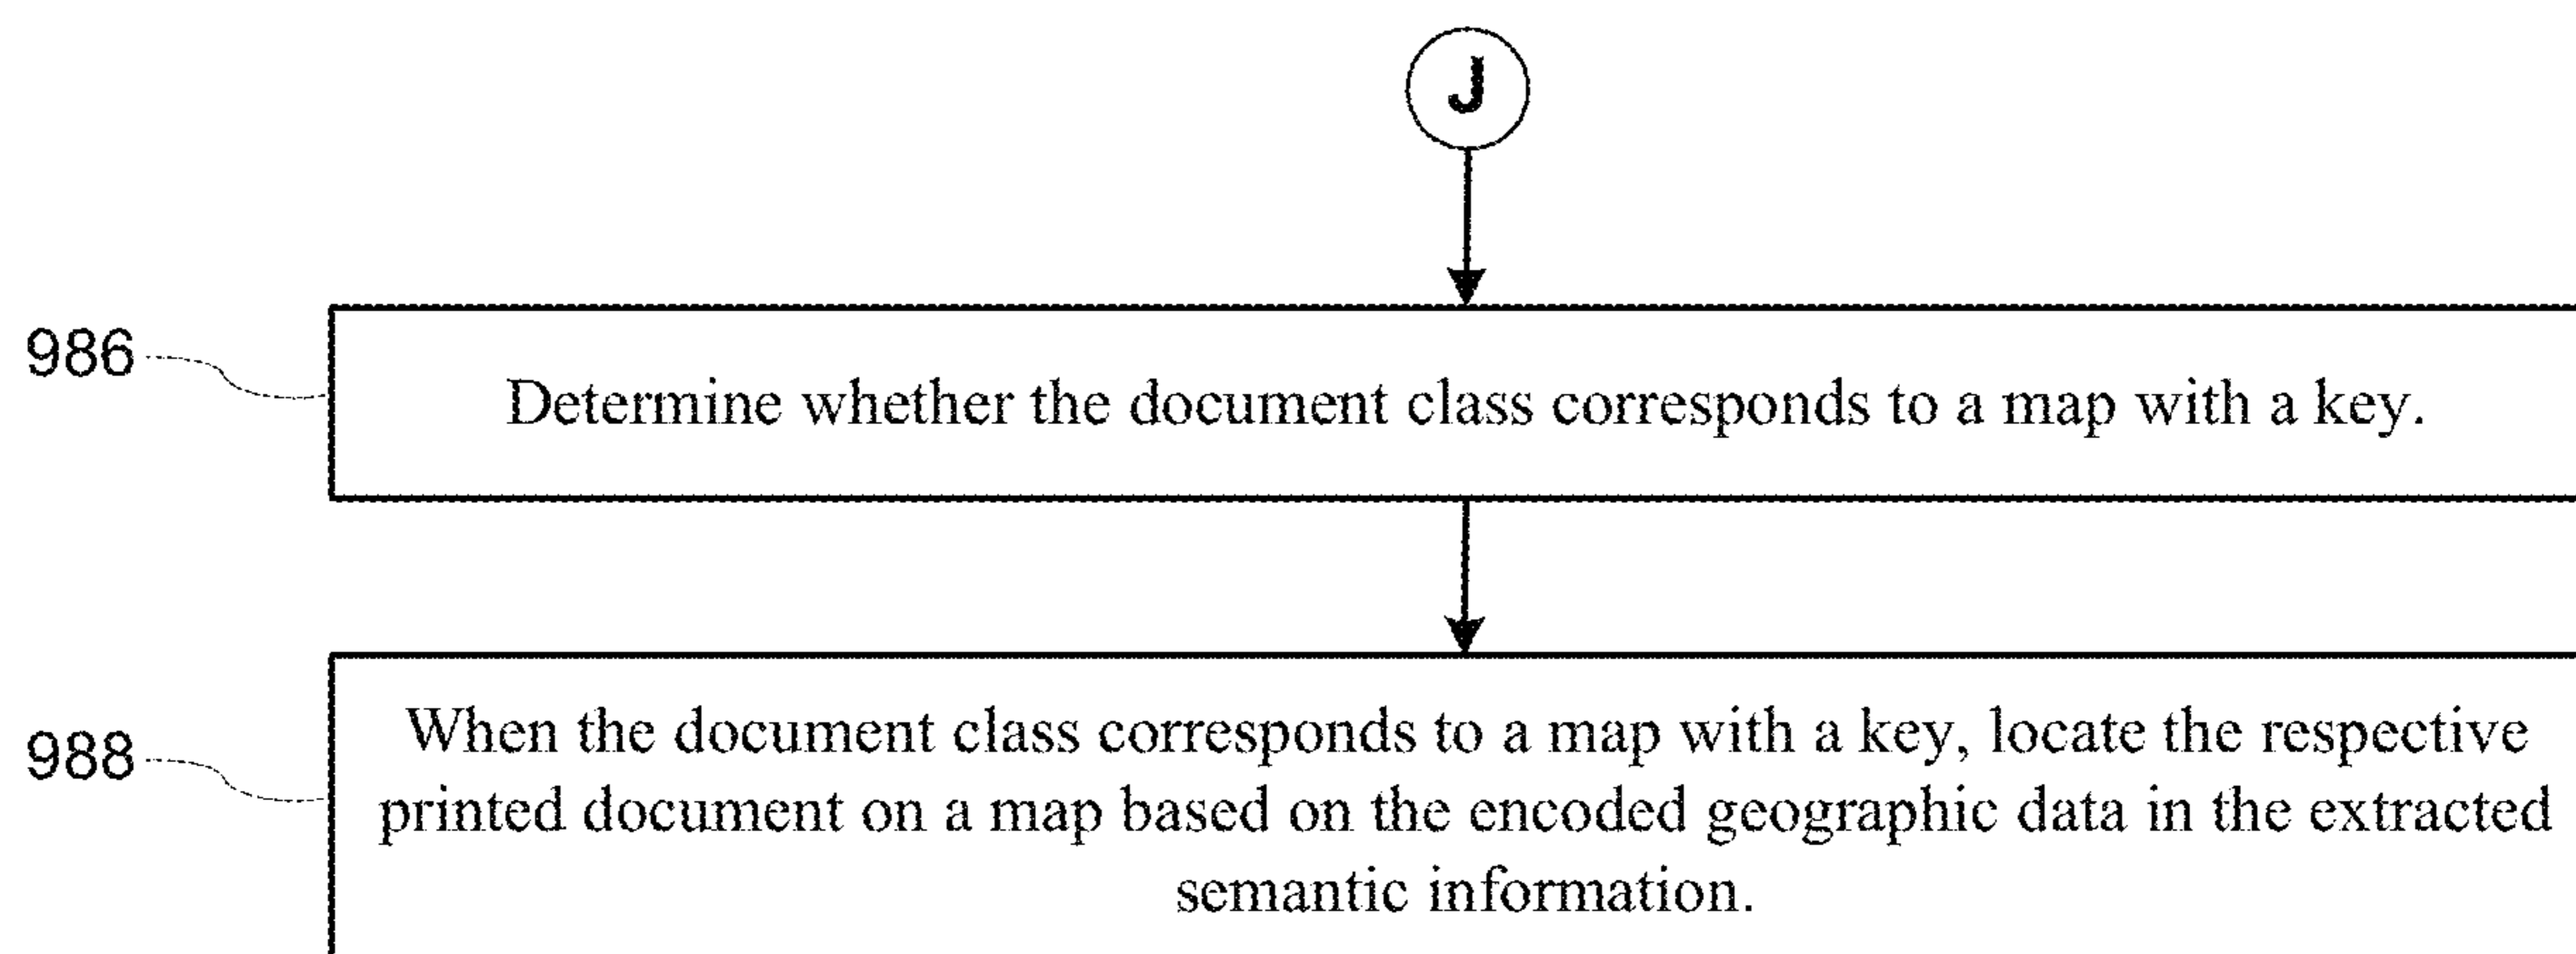 J
986
Determine whether the document class corresponds to a map with a key.
988
When the document class corresponds to a map with a key, locate the respective
printed document on a map based on the encoded geographic data in the extracted
semantic information.